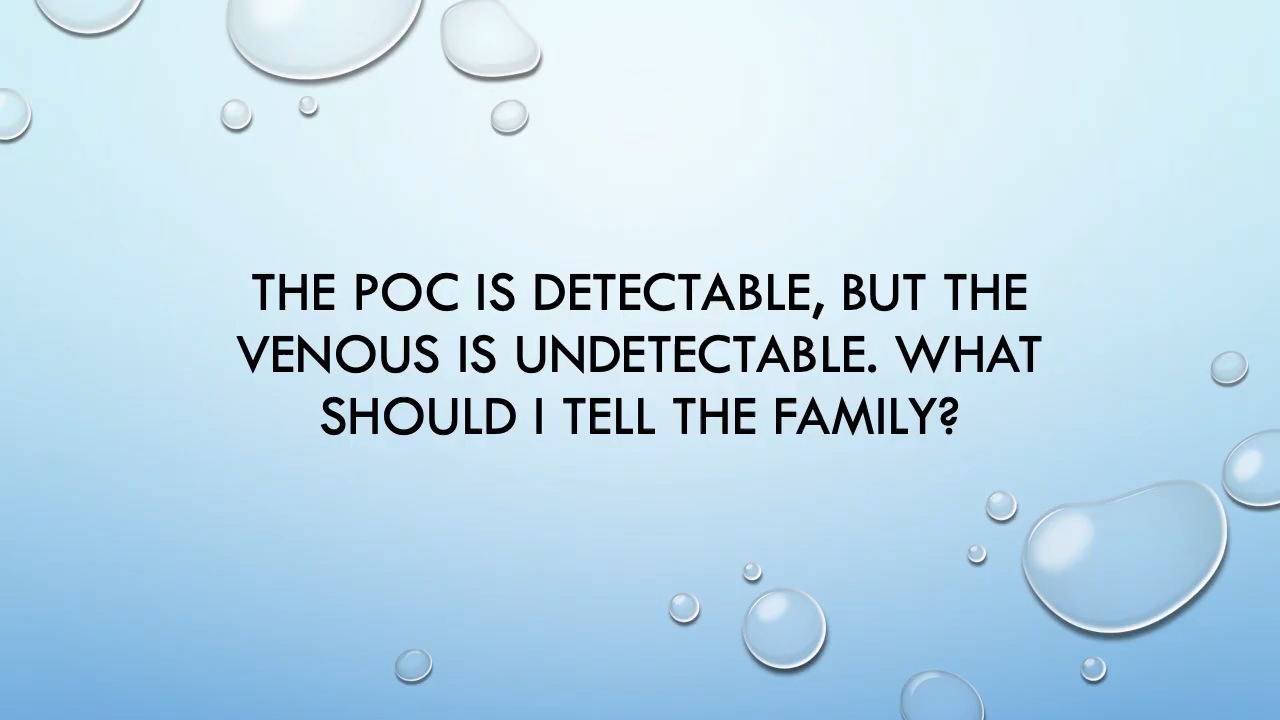 THE POC IS DETECTABLE, BUT THE
VENOUS IS UNDETECTABLE. WHAT
SHOULD I TELL THE FAMILY?